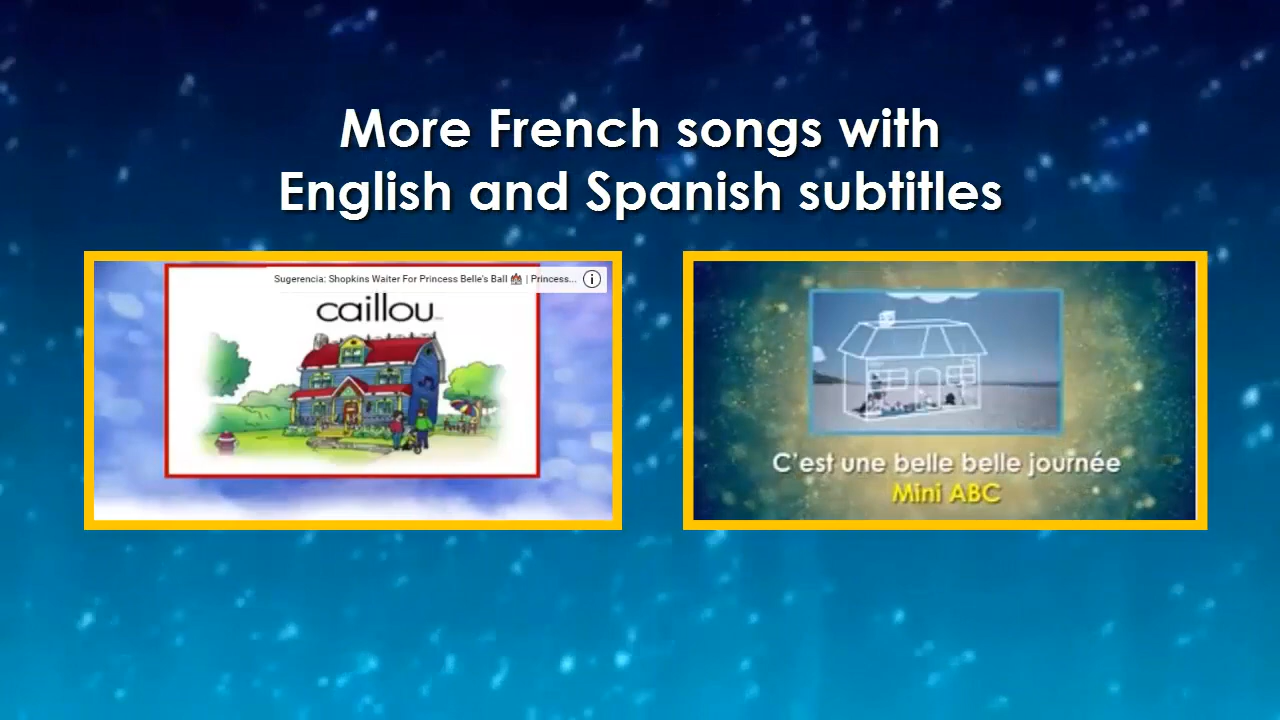 More French songs with
English and Spanish subtitles
Sugerencia: Shopkins Waiter For Princess Belle's Ball | Princess...
caillou
C'est une belle belle journée
Mini ABC